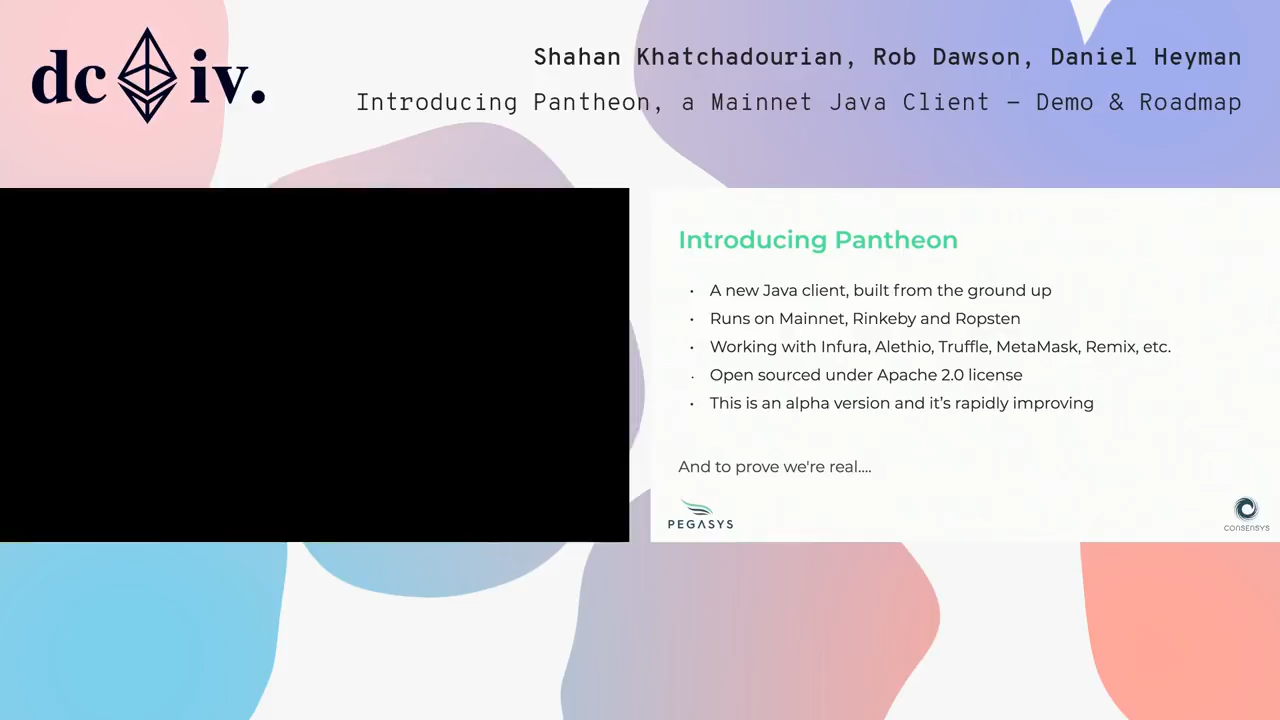 dc iv.
Shahan Khatchadourian, Rob Dawson, Daniel Heyman
Introducing Pantheon, a Mainnet Java Client – Demo & Roadmap
Introducing Pantheon
• A new Java client, built from the ground up
• Runs on Mainnet, Rinkeby and Ropsten
• Working with Infura, Alethio, Truffle, MetaMask, Remix, etc.
• Open sourced under Apache 2.0 license
• This is an alpha version and it's rapidly improving
And to prove we're real....
PEGASYS
CONSENSYS